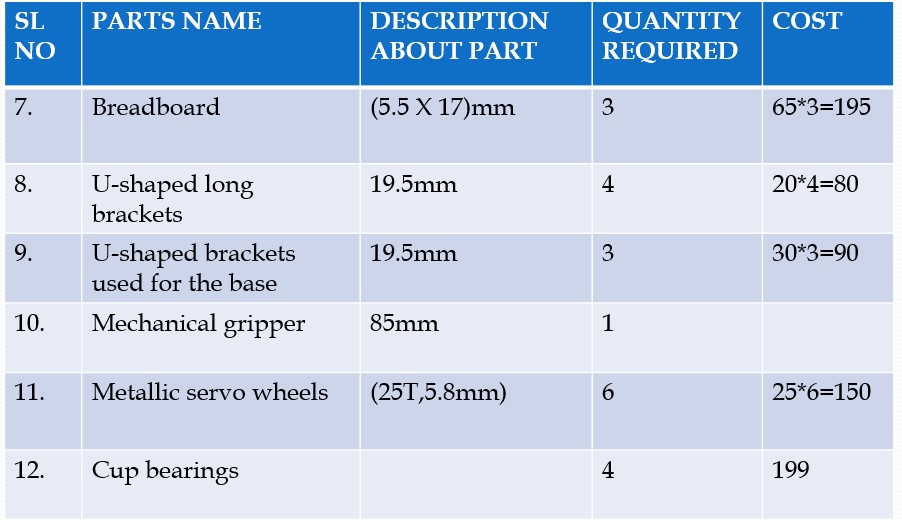 SL NO PARTS NAME DESCRIPTION ABOUT PART QUANTITY REQUIRED COST
7. Breadboard (5.5 X 17)mm 3 65*3=195
8. U-shaped long brackets 19.5mm 4 20*4=80
9. U-shaped brackets used for the base 19.5mm 3 30*3=90
10. Mechanical gripper 85mm 1
11. Metallic servo wheels (25T,5.8mm) 6 25*6=150
12. Cup bearings 4 199